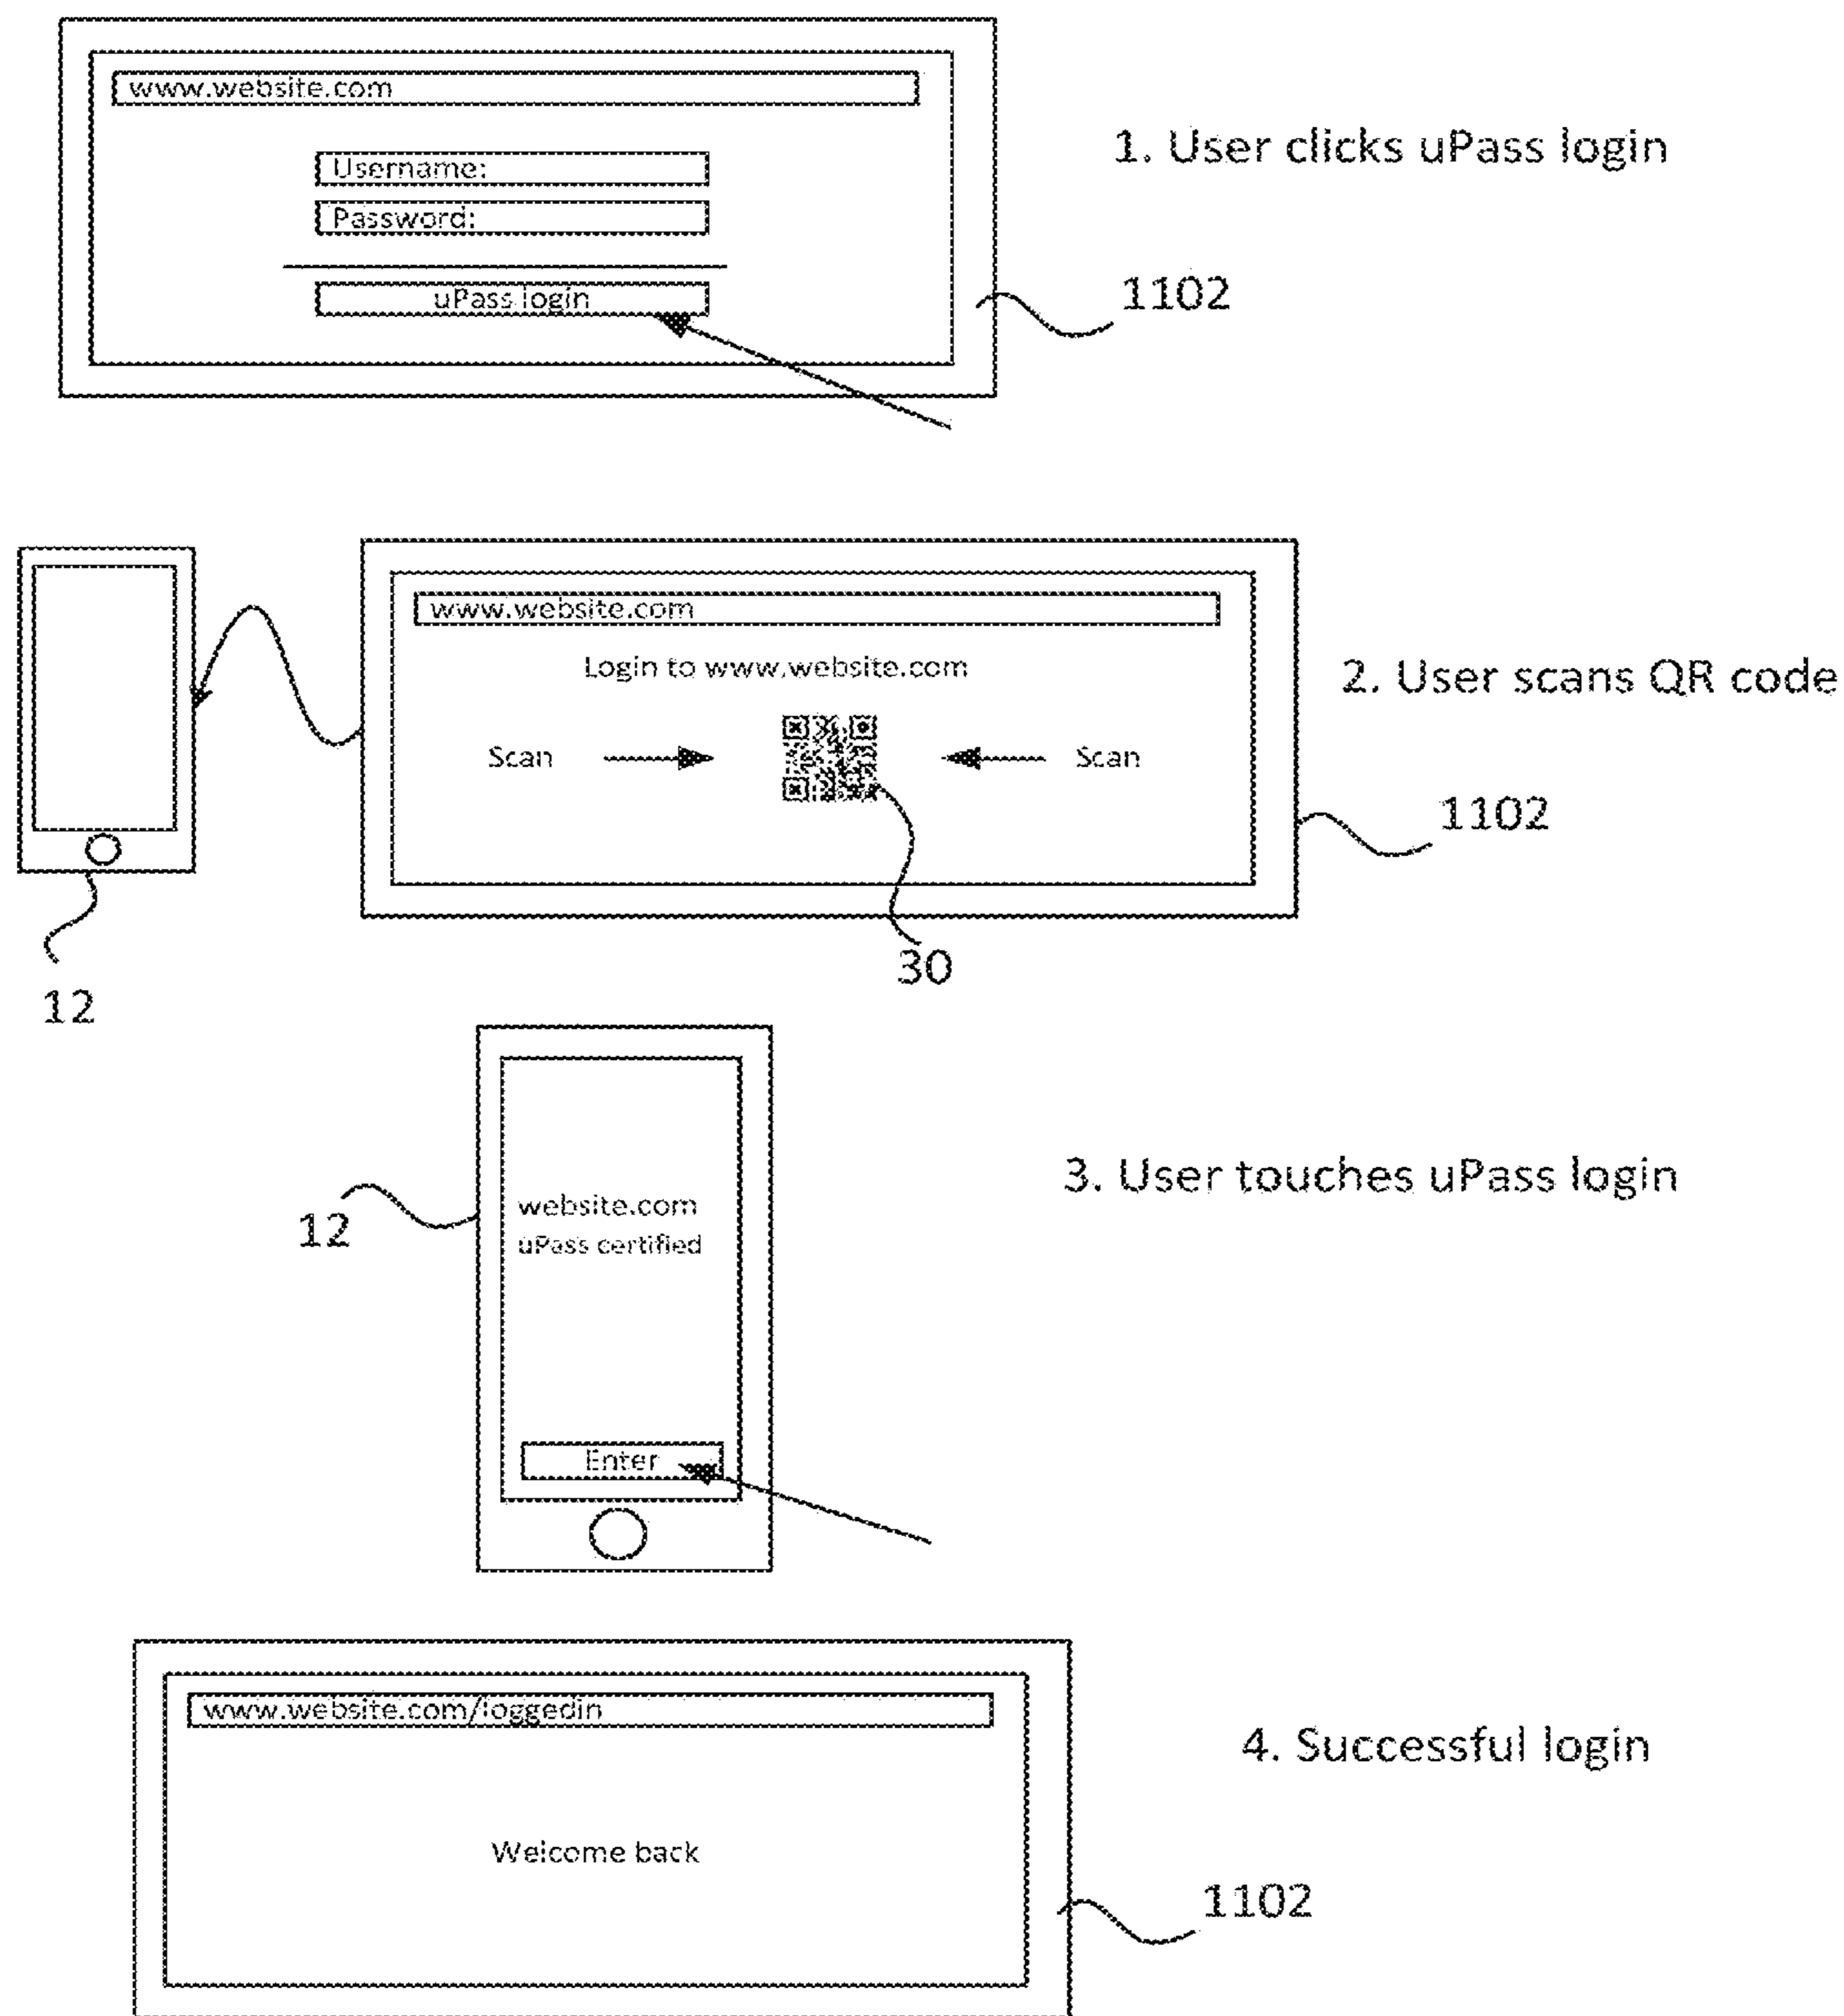 www.website.com
Username:
Password:
uPass login
1. User clicks uPass login
1102
www.website.com
Login to www.website.com
Scan
Scan
2. User scans QR code
1102
30
12
12
website.com
uPass certified
Enter
3. User touches uPass login
www.website.com/loggedin
Welcome back
4. Successful login
1102